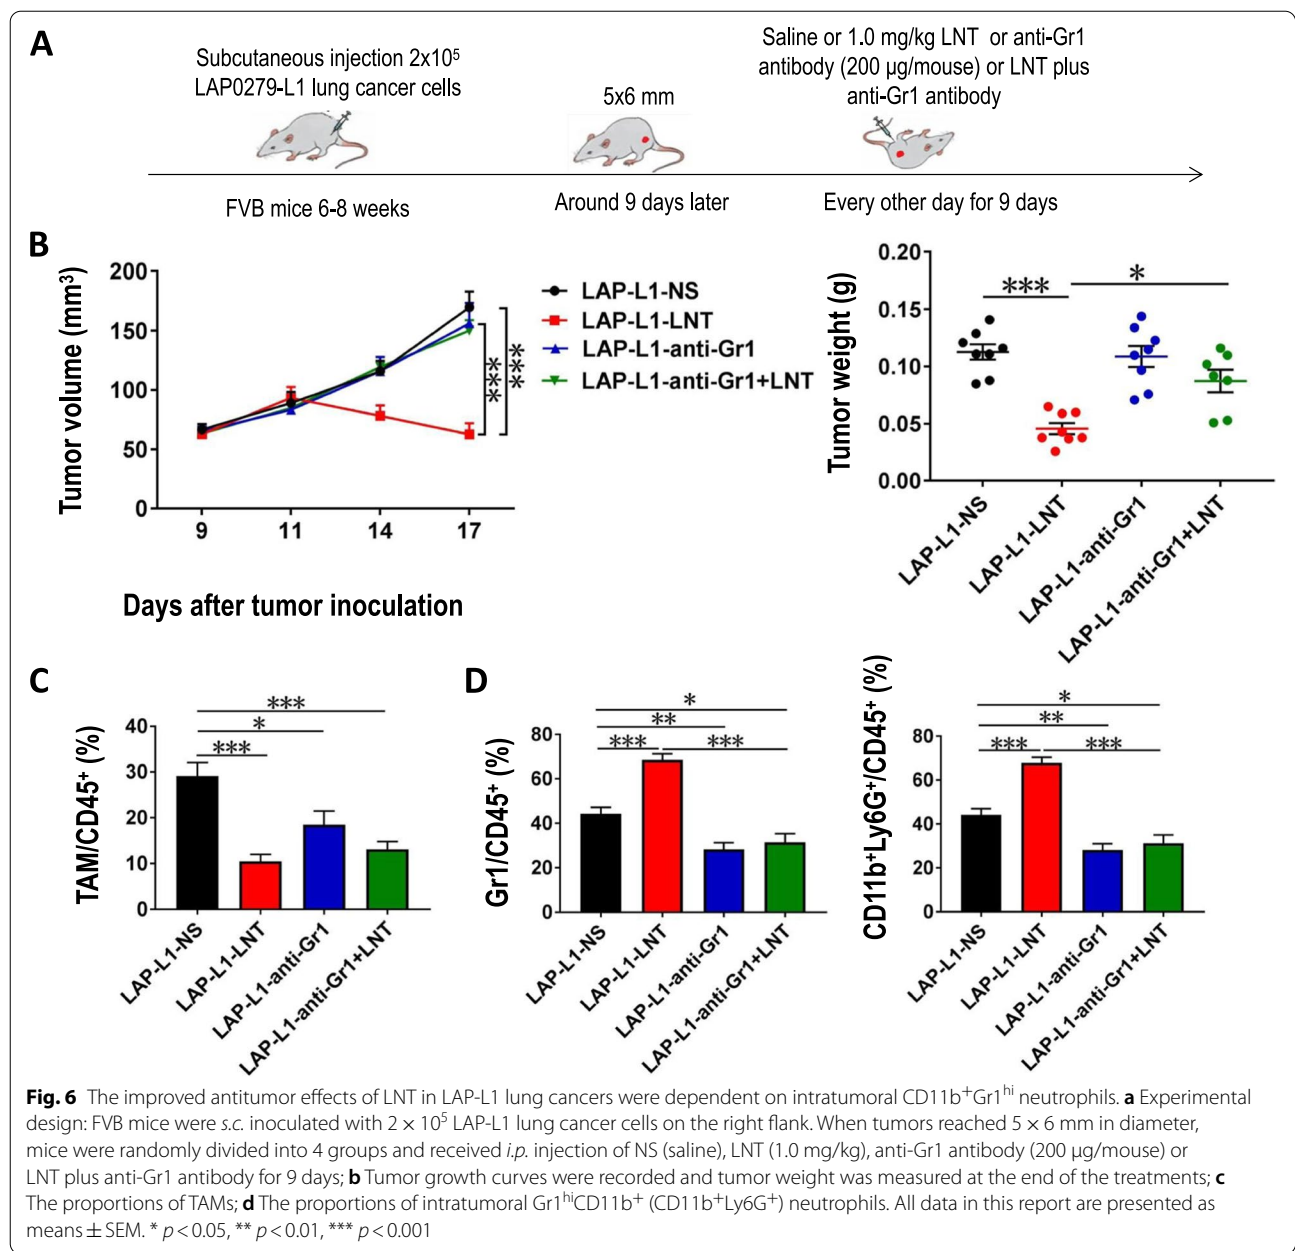 A
Subcutaneous injection 2x10⁵
LAP0279-L1 lung cancer cells
5x6 mm
Saline or 1.0 mg/kg LNT or anti-Gr1
antibody (200 µg/mouse) or LNT plus
anti-Gr1 antibody
FVB mice 6-8 weeks
Around 9 days later
Every other day for 9 days
B
Tumor volume (mm³)
200
150
100
50
0
9 11 14 17
Days after tumor inoculation
LAP-L1-NS
LAP-L1-LNT
LAP-L1-anti-Gr1
LAP-L1-anti-Gr1+LNT
***
***
Tumor weight (g)
0.20
0.15
0.10
0.05
0.00
***
*
LAP-L1-NS
LAP-L1-LNT
LAP-L1-anti-Gr1
LAP-L1-anti-Gr1+LNT
C
TAM/CD45⁺ (%)
40
30
20
10
0
***
*
***
LAP-L1-NS
LAP-L1-LNT
LAP-L1-anti-Gr1
LAP-L1-anti-Gr1+LNT
D
Gr1/CD45⁺ (%)
80
60
40
20
0
*
**
*** ***
LAP-L1-NS
LAP-L1-LNT
LAP-L1-anti-Gr1
LAP-L1-anti-Gr1+LNT
CD11b⁺Ly6G⁺/CD45⁺ (%)
80
60
40
20
0
*
**
*** ***
LAP-L1-NS
LAP-L1-LNT
LAP-L1-anti-Gr1
LAP-L1-anti-Gr1+LNT
Fig. 6 The improved antitumor effects of LNT in LAP-L1 lung cancers were dependent on intratumoral CD11b⁺Gr1ʰⁱ neutrophils. a Experimental
design: FVB mice were s.c. inoculated with 2 × 10⁵ LAP-L1 lung cancer cells on the right flank. When tumors reached 5 × 6 mm in diameter,
mice were randomly divided into 4 groups and received i.p. injection of NS (saline), LNT (1.0 mg/kg), anti-Gr1 antibody (200 µg/mouse) or
LNT plus anti-Gr1 antibody for 9 days; b Tumor growth curves were recorded and tumor weight was measured at the end of the treatments; c
The proportions of TAMs; d The proportions of intratumoral Gr1ʰⁱCD11b⁺ (CD11b⁺Ly6G⁺) neutrophils. All data in this report are presented as
means ± SEM. * p < 0.05, ** p < 0.01, *** p < 0.001